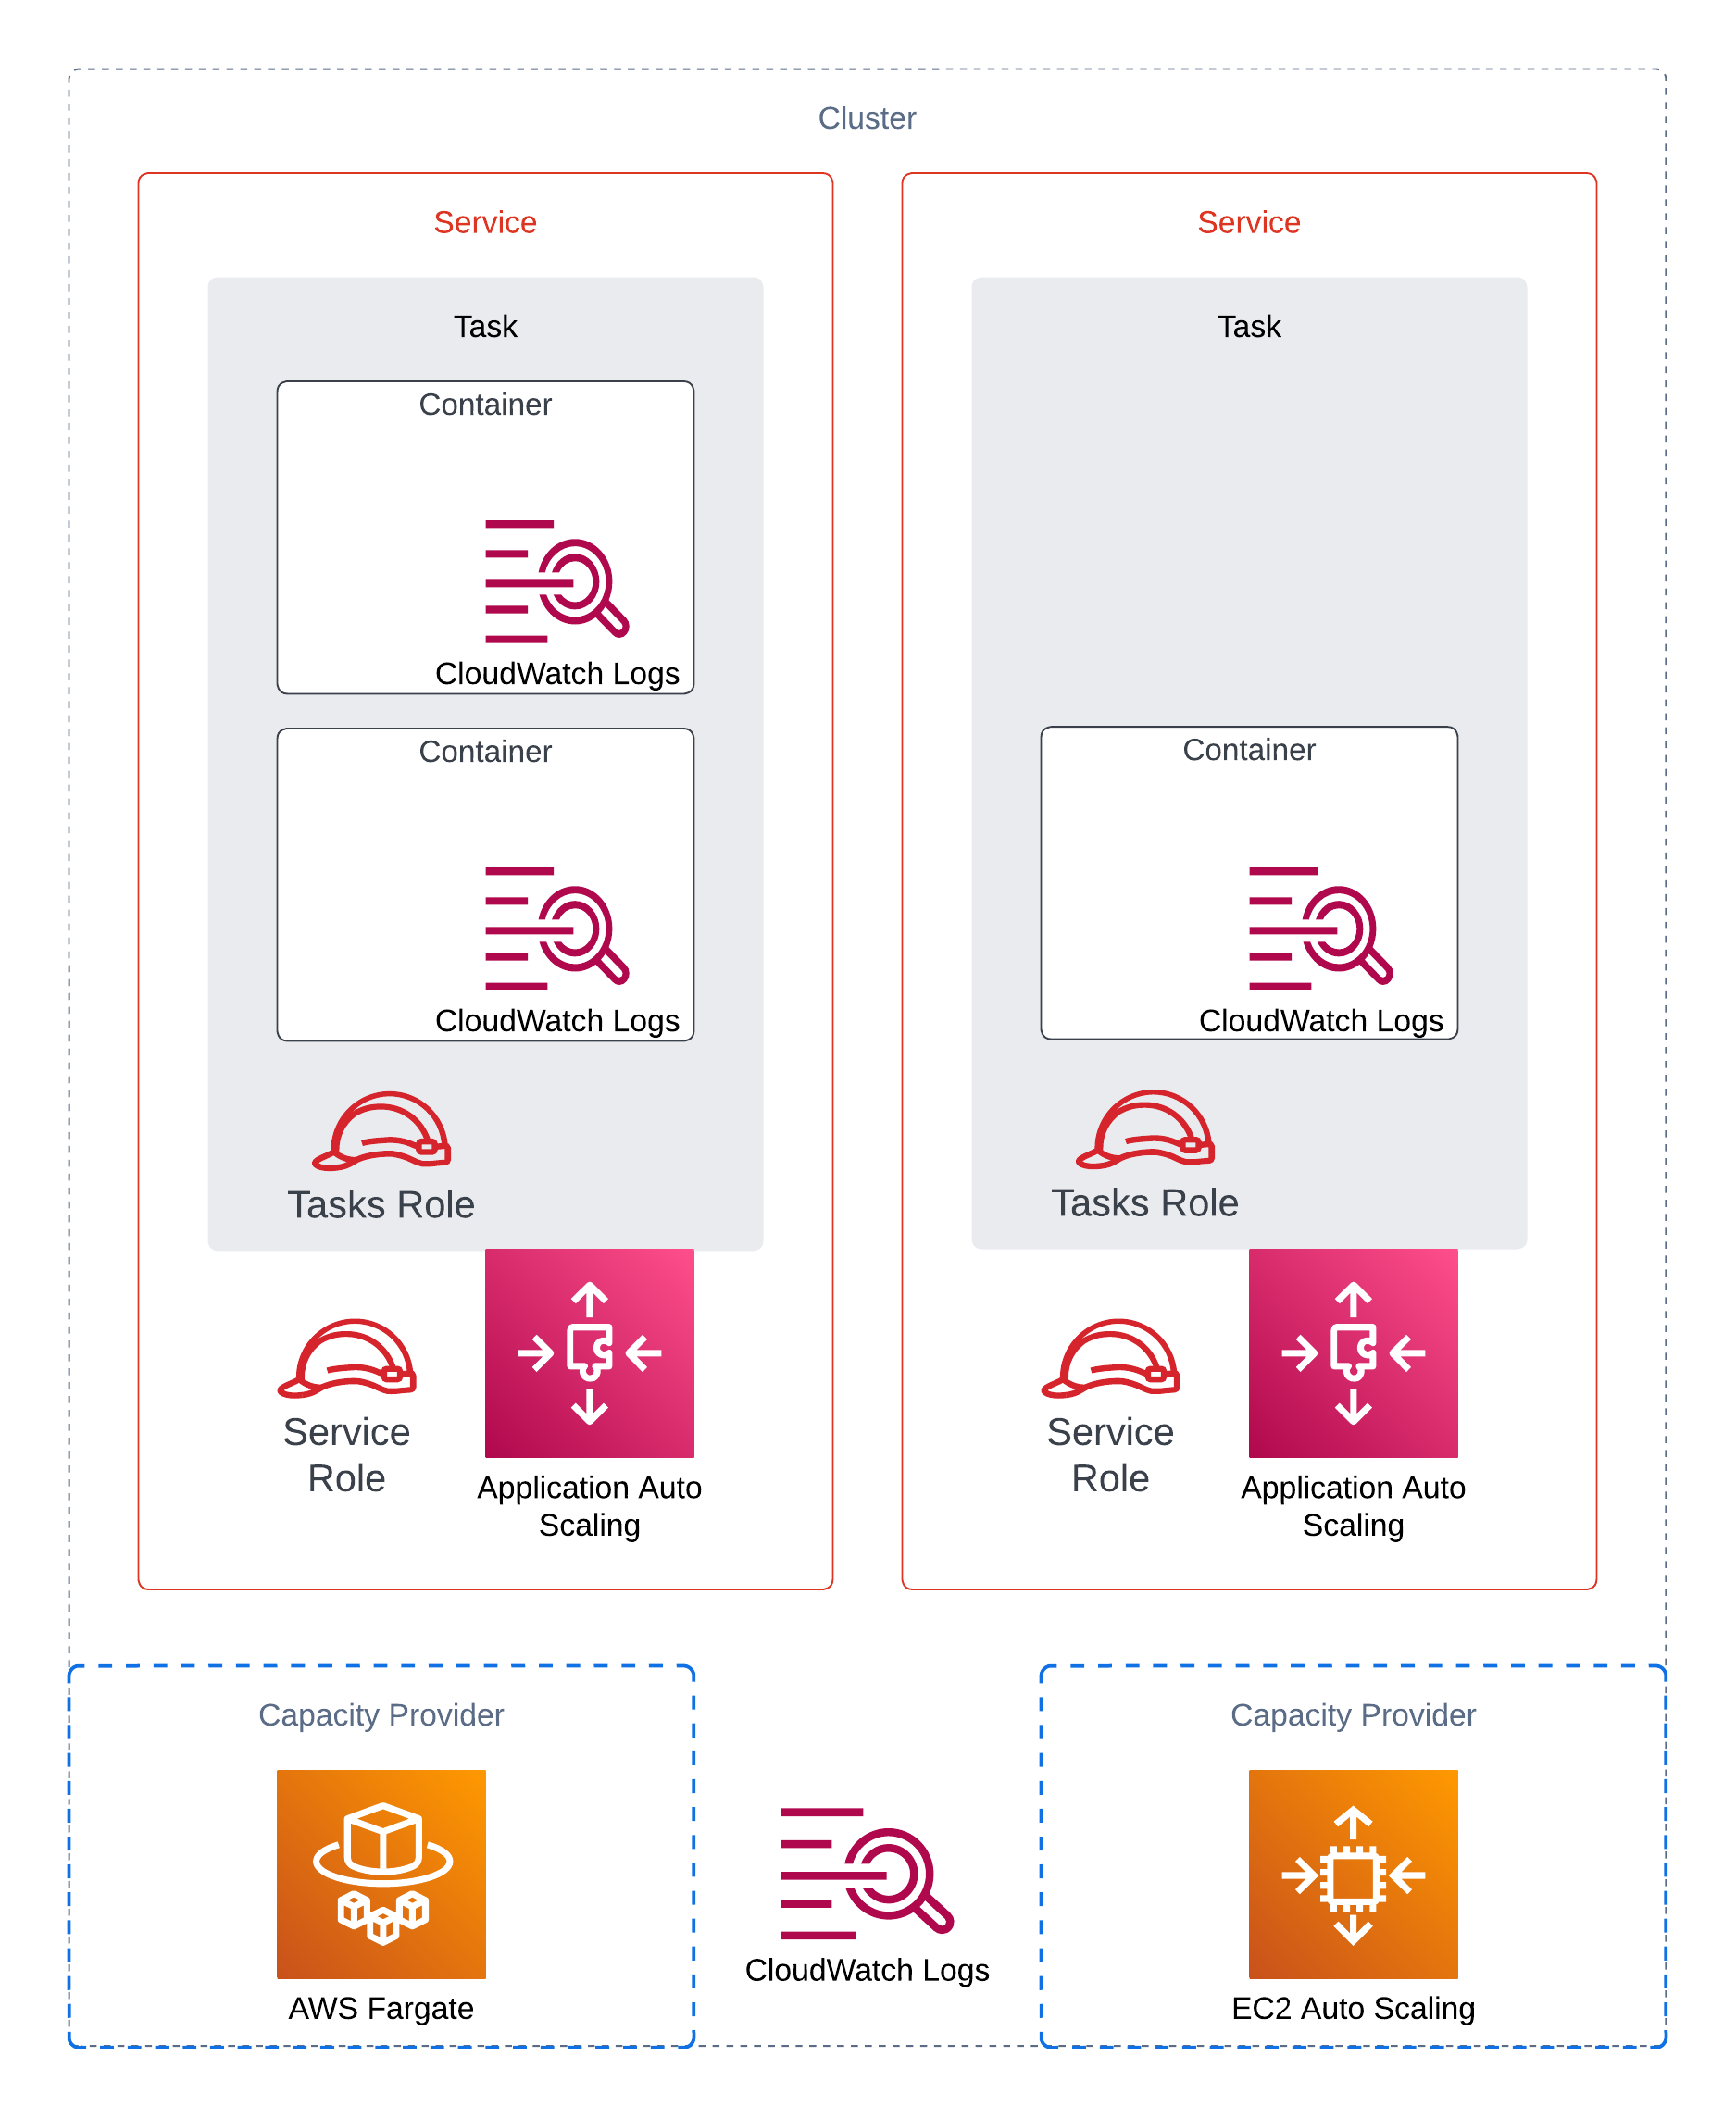 Cluster
Service
Task
Container
CloudWatch Logs
Container
CloudWatch Logs
Tasks Role
Service
Role
Application Auto
Scaling
Service
Task
Container
CloudWatch Logs
Tasks Role
Service
Role
Application Auto
Scaling
Capacity Provider
AWS Fargate
CloudWatch Logs
Capacity Provider
EC2 Auto Scaling